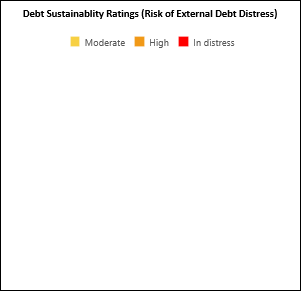 Debt Sustainablity Ratings (Risk of External Debt Distress)
Moderate High In distress